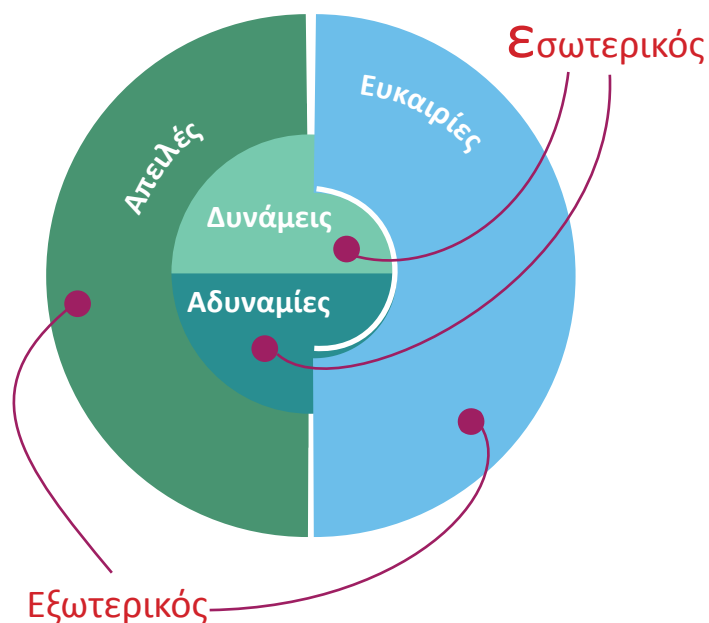 εσωτερικός
Ευκαιρίες
Απειλές
Δυνάμεις
Αδυναμίες
Εξωτερικός